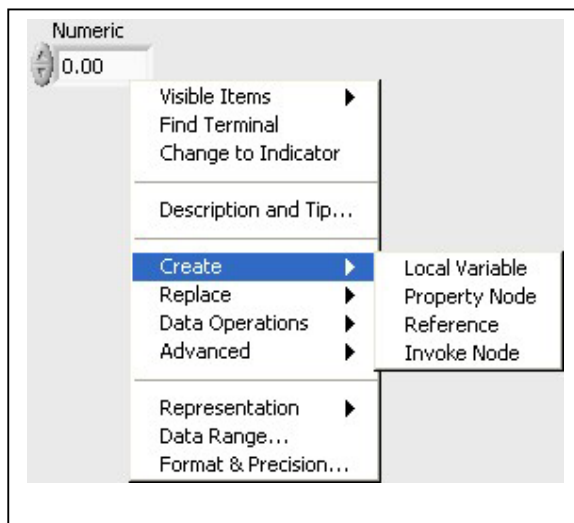 Numeric
0.00
Visible Items
Find Terminal
Change to Indicator
Description and Tip...
Create
Replace
Data Operations
Advanced
Representation
Data Range...
Format & Precision...
Local Variable
Property Node
Reference
Invoke Node